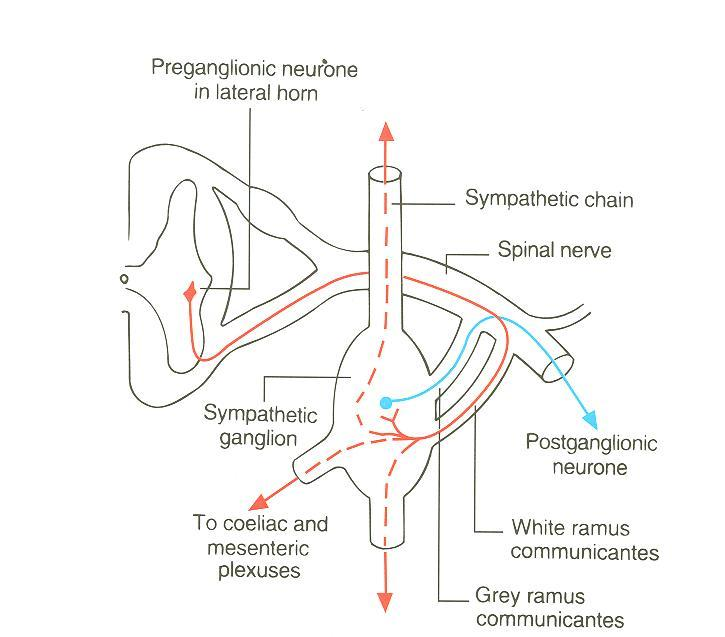 Preganglionic neurone
in lateral horn
Sympathetic chain
Spinal nerve
Sympathetic
ganglion
Postganglionic
neurone
To coeliac and
mesenteric
plexuses
White ramus
communicantes
Grey ramus
communicantes